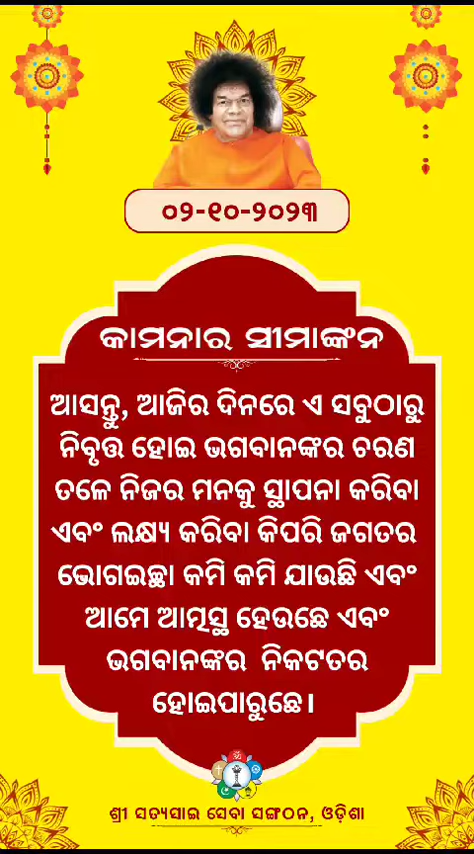 ୦୨-୧୦-୨୦୨୩
କାମନାର ସୀମାଙ୍କନ
ଆସନ୍ତୁ, ଆଜିର ଦିନରେ ଏ ସବୁଠାରୁ
ନିବୃତ୍ତ ହୋଇ ଭଗବାନଙ୍କର ଚରଣ
ତଳେ ନିଜର ମନକୁ ସ୍ଥାପନା କରିବା
ଏବଂ ଲକ୍ଷ୍ୟ କରିବା କିପରି ଜଗତର
ଭୋଗଇଚ୍ଛା କମି କମି ଯାଉଛି ଏବଂ
ଆମେ ଆତ୍ମସ୍ଥ ହେଉଛେ ଏବଂ
ଭଗବାନଙ୍କର ନିକଟତର
ହୋଇପାରୁଛେ।
ଶ୍ରୀ ସତ୍ୟସାଇ ସେବା ସଙ୍ଗଠନ, ଓଡ଼ିଶା